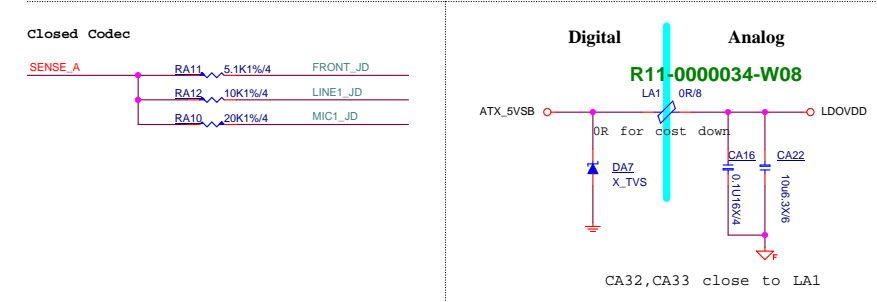 Closed Codec
SENSE_A
RA11 5.1K1%/4 FRONT_JD
RA12 10K1%/4 LINE1_JD
RA10 20K1%/4 MIC1_JD
Digital Analog
R11-0000034-W08
LA1 0R/8
ATX_5VSB LDOVDD
0R for cost down
DA7
X_TVS
CA16 CA22
0.1U16X/4 10u6.3X/6
F
CA32,CA33 close to LA1